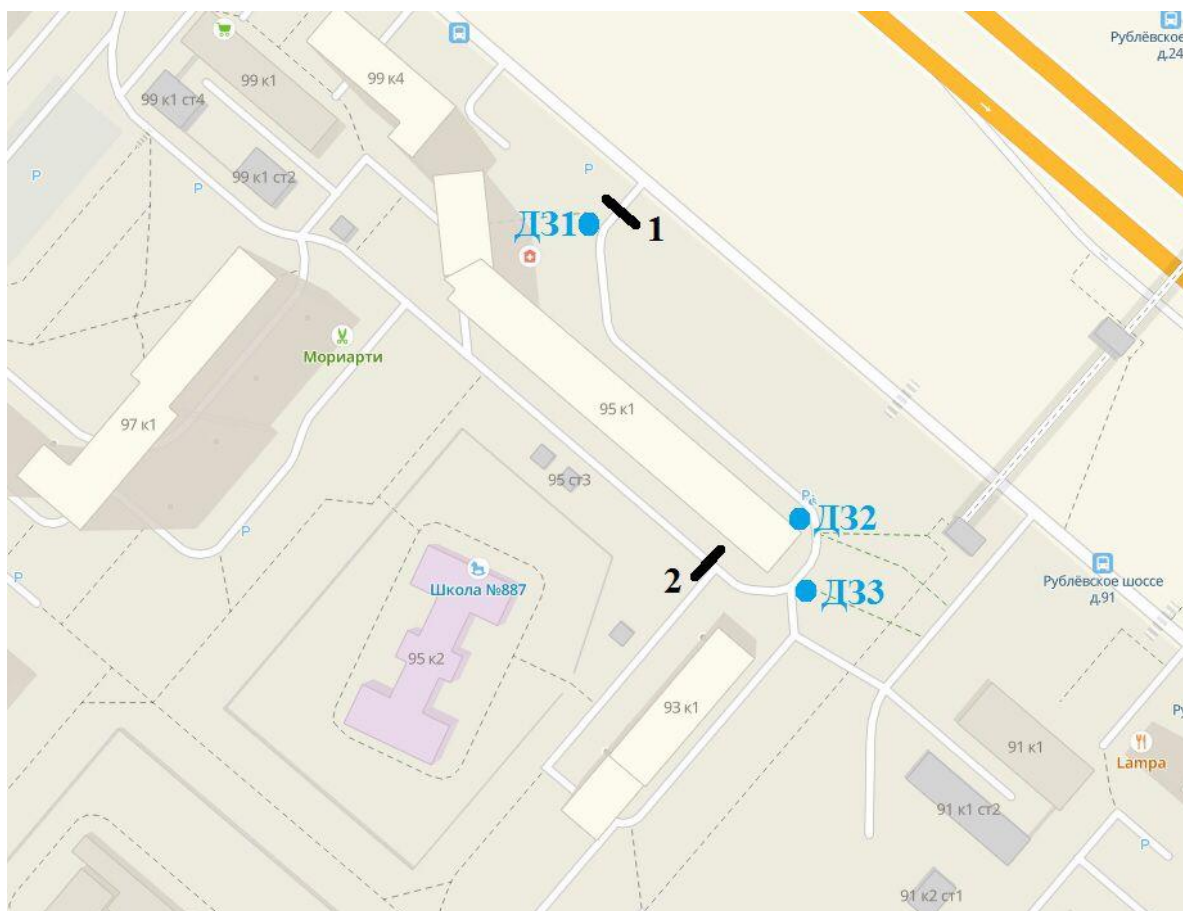 Рублёвское
д.24
99 к4
99 к1
99 к1 ст4
P
P
99 к1 ст2
P
ДЗ1
1
Мориарти
97 к1
95 к1
95 ст3
P
P
ДЗ2
2
Школа №887
ДЗ3
Рублёвское шоссе
д.91
P
95 к2
93 к1
Ру
91 к1
Lampa
91 к1 ст2
P
91 к2 ст1